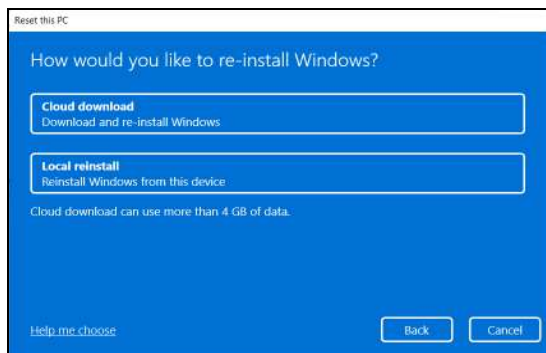 Reset this PC
How would you like to re-install Windows?
Cloud download
Download and re-install Windows
Local reinstall
Reinstall Windows from this device
Cloud download can use more than 4 GB of data.
Help me choose
Back
Cancel